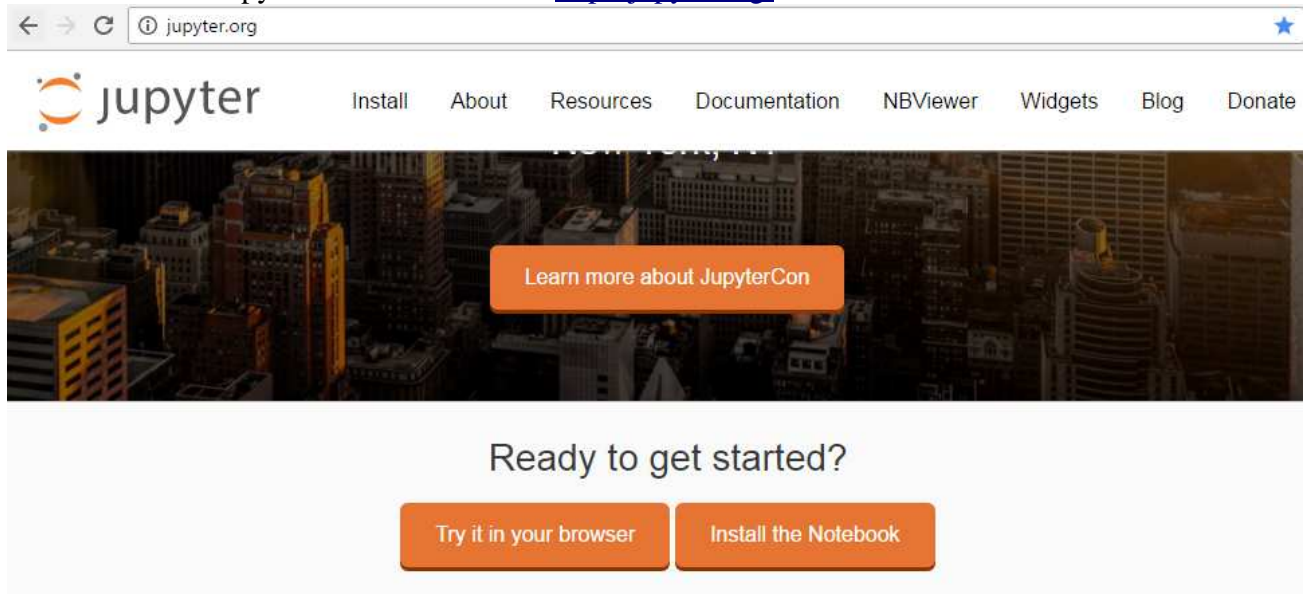 jupyter.org
jupyter
Install About Resources Documentation NBViewer Widgets Blog Donate
Learn more about JupyterCon
Ready to get started?
Try it in your browser Install the Notebook